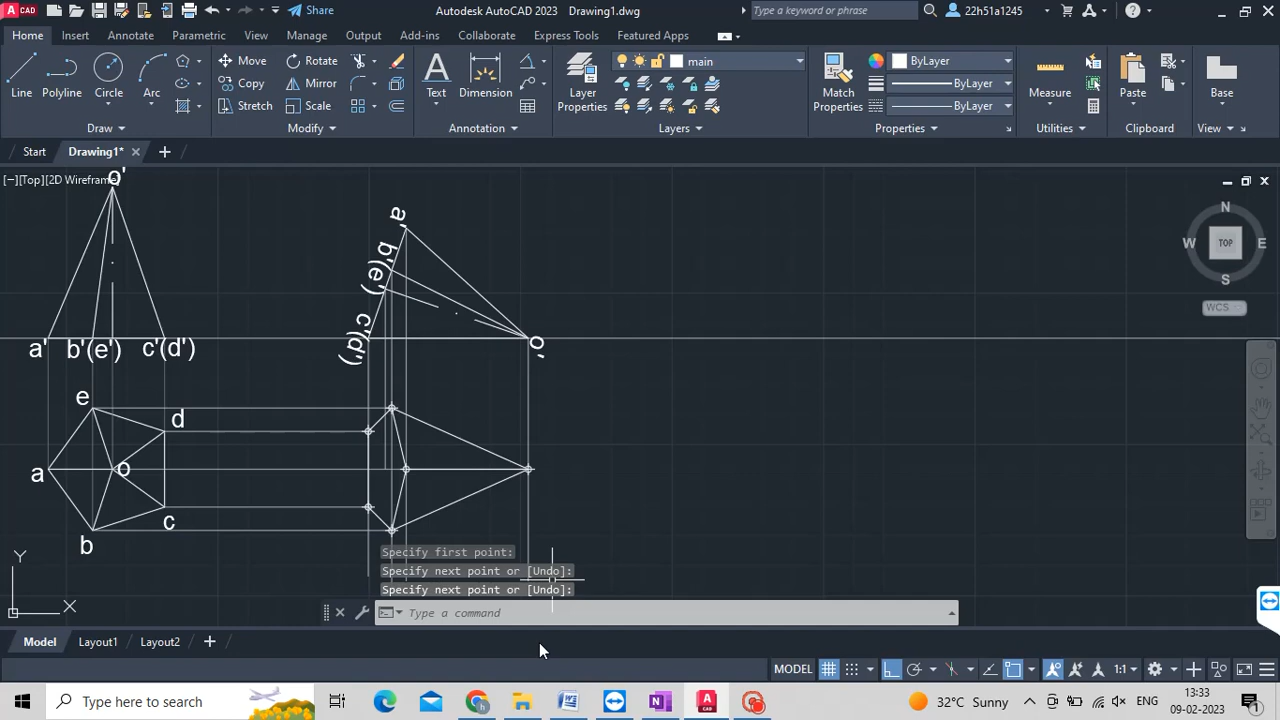 A CAD
Share
Autodesk AutoCAD 2023 Drawing1.dwg
Type a keyword or phrase
22h51a1245
Home Insert Annotate Parametric View Manage Output Add-ins Collaborate Express Tools Featured Apps
Line Polyline Circle Arc
Move Rotate
Copy Mirror
Stretch Scale
Text Dimension
Layer Properties
main
Match Properties
ByLayer
ByLayer
ByLayer
Measure
Paste
Base
Draw Modify Annotation Layers Properties Utilities Clipboard View
Start Drawing1*
[−][Top][2D Wireframe]
o'
a'
b'(e')
c'(d')
o'
a' b'(e') c'(d')
e
d
a
o
c
b
N
W TOP E
S
WCS
Y
X
Specify first point:
Specify next point or [Undo]:
Specify next point or [Undo]:
Type a command
Model Layout1 Layout2
MODEL
1:1
Type here to search
32°C Sunny
ENG
13:33
09-02-2023
1